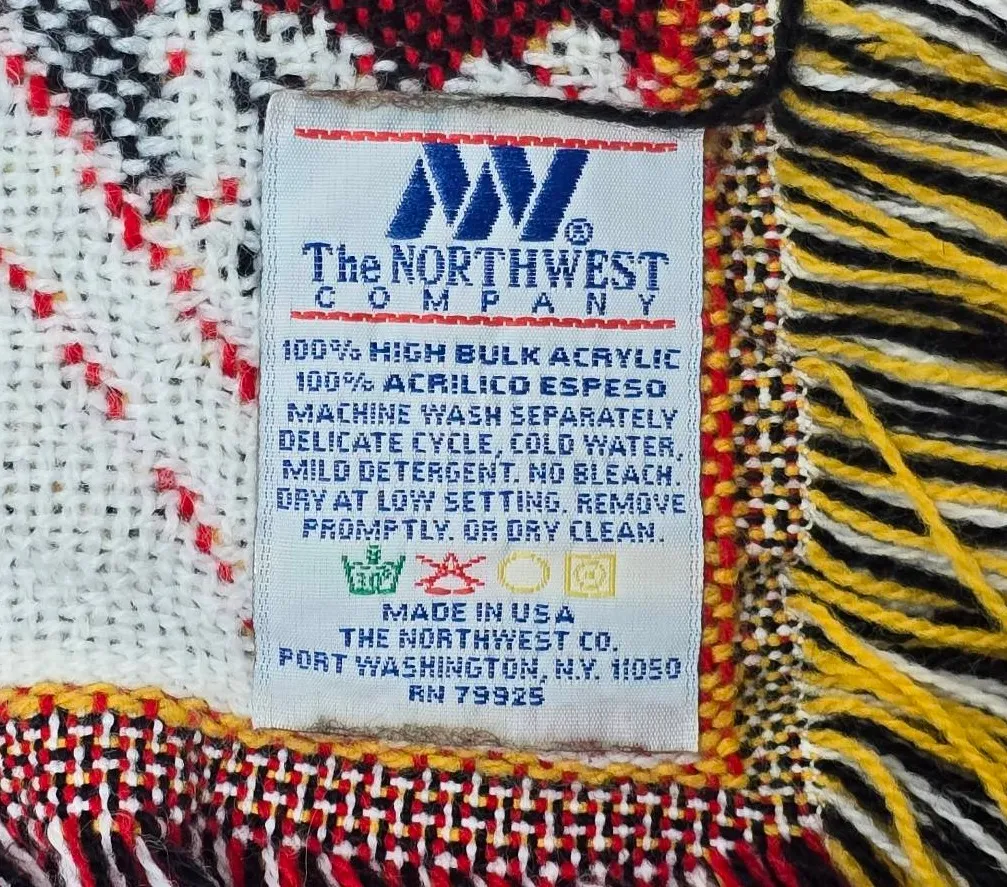 The NORTHWEST®
COMPANY
100% HIGH BULK ACRYLIC
100% ACRILICO ESPESO
MACHINE WASH SEPARATELY
DELICATE CYCLE, COLD WATER,
MILD DETERGENT. NO BLEACH.
DRY AT LOW SETTING. REMOVE
PROMPTLY. OR DRY CLEAN.
MADE IN USA
THE NORTHWEST CO.
PORT WASHINGTON, N.Y. 11050
RN 79925